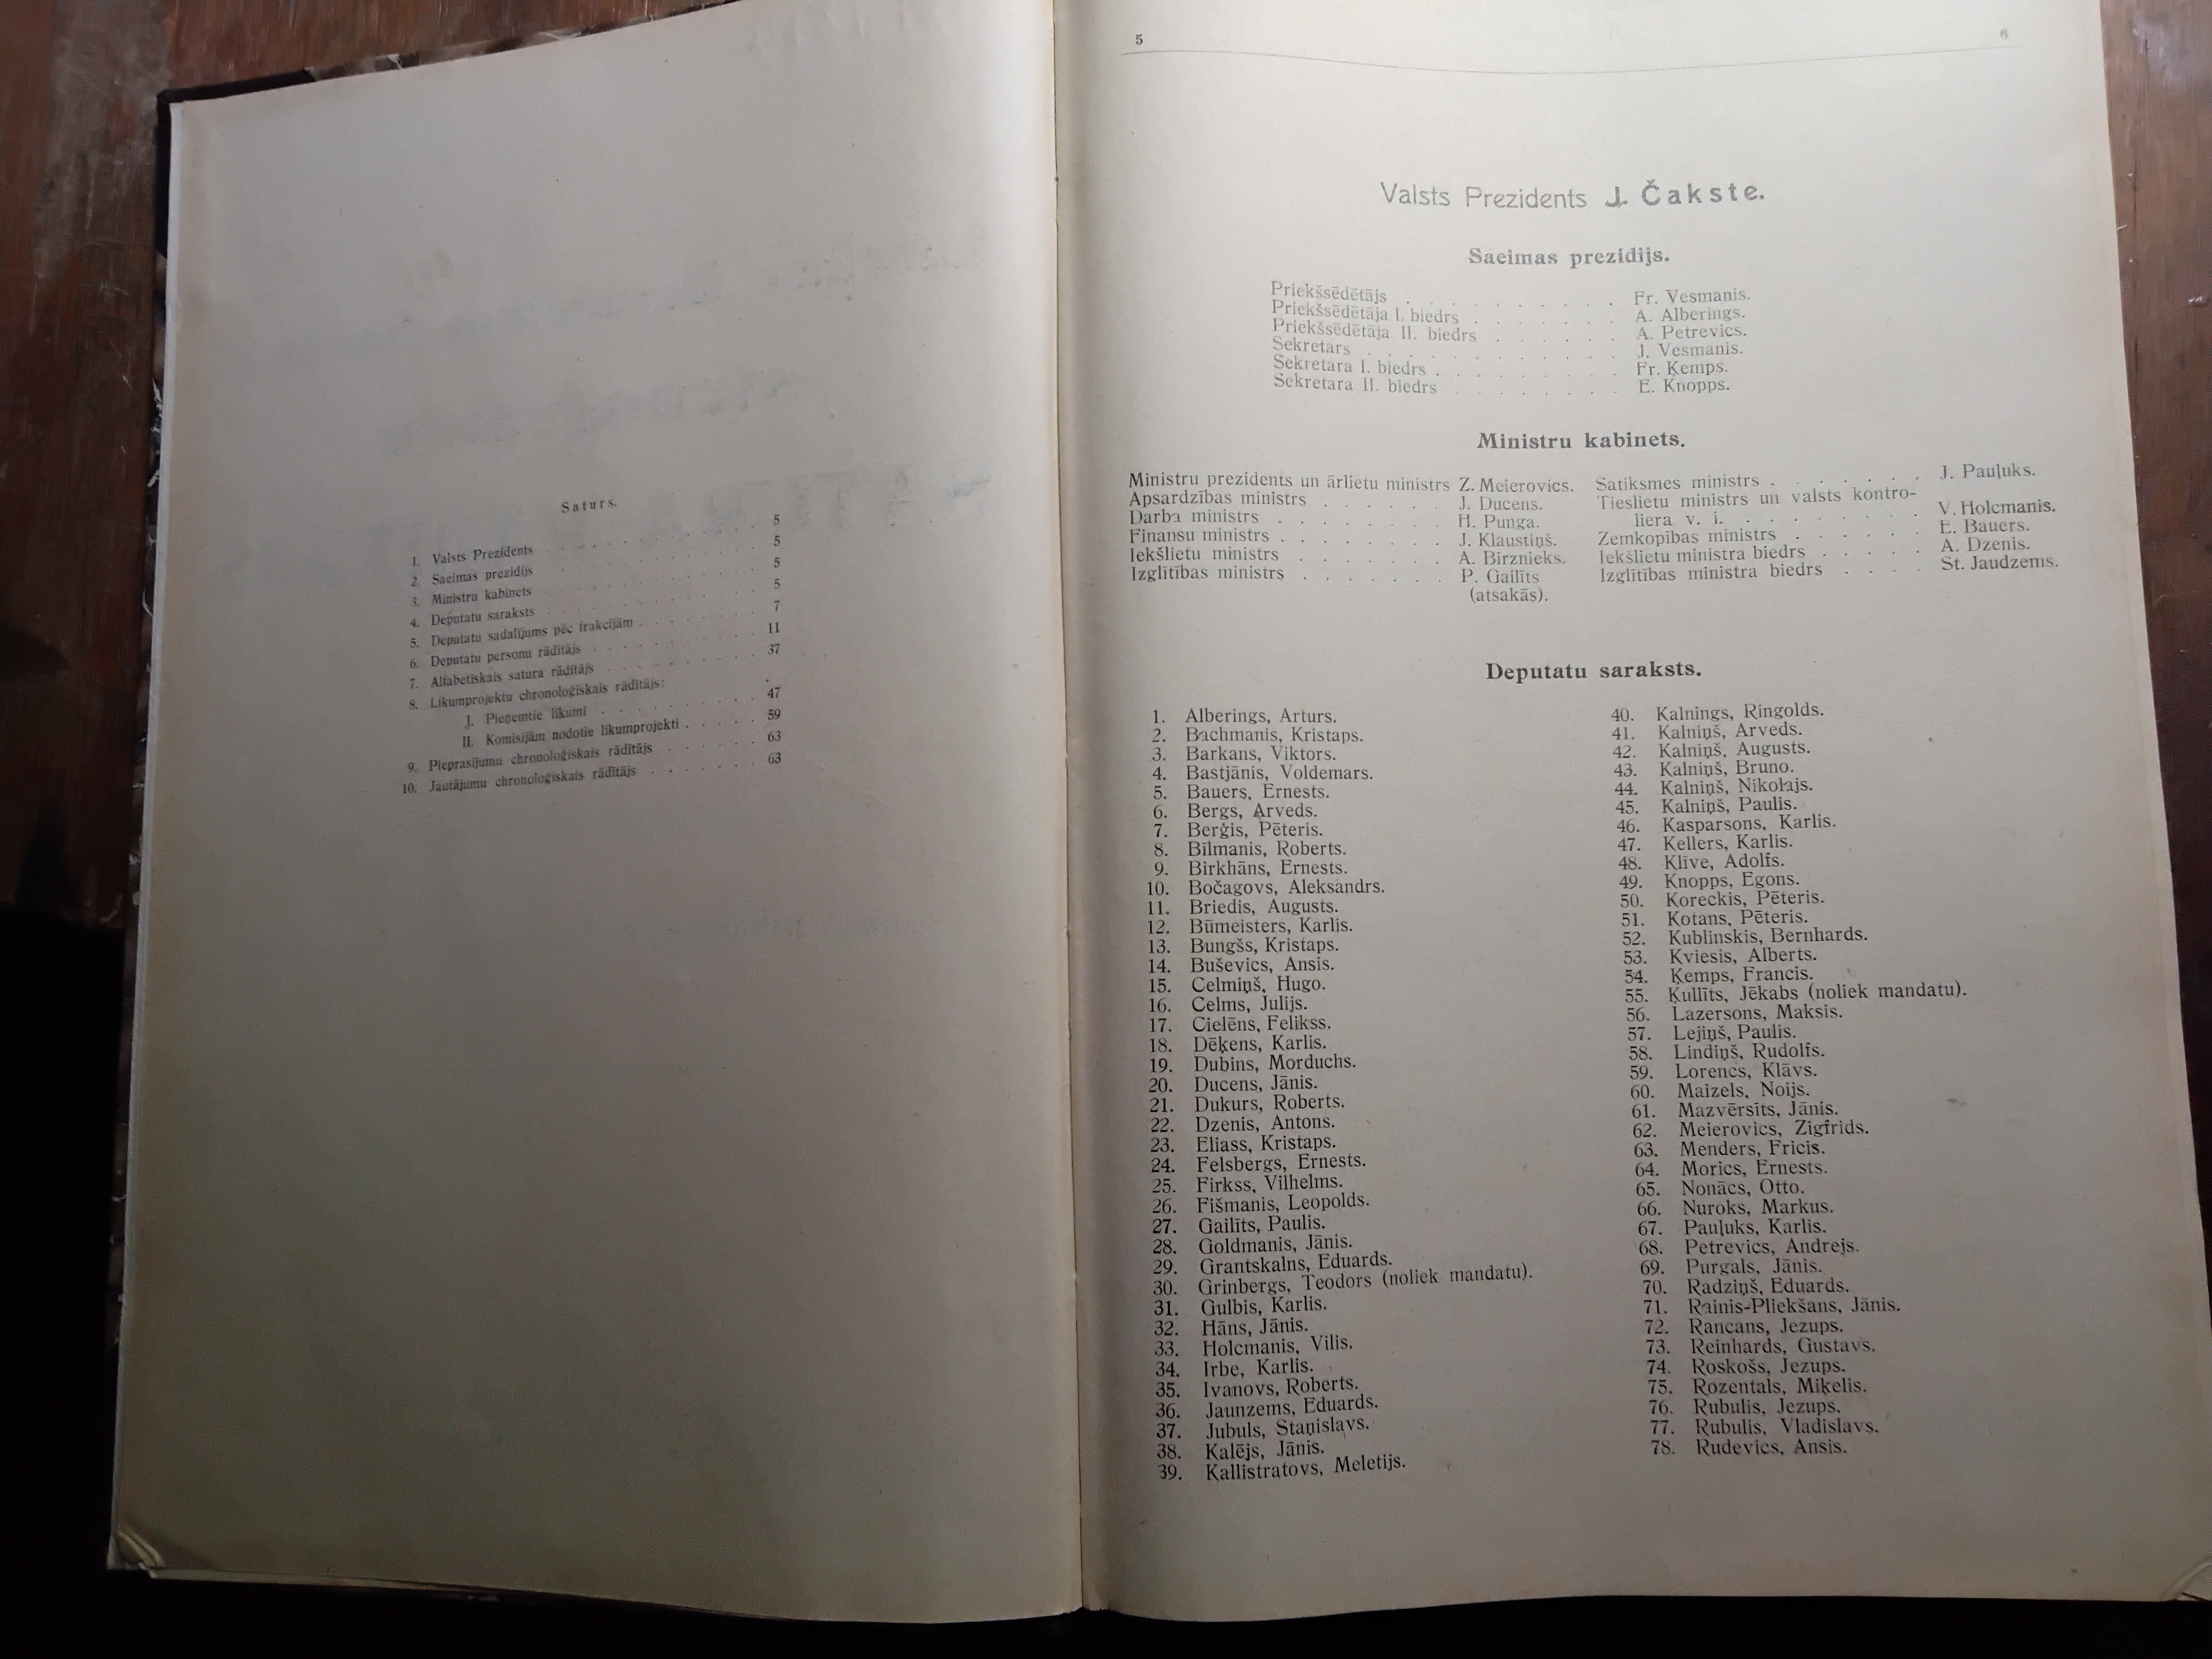 Saturs.
1. Valsts Prezidents . . . . . . . . . . 5
2. Saeimas prezidijs . . . . . . . . . . 5
3. Ministru kabinets . . . . . . . . . . 5
4. Deputatu saraksts . . . . . . . . . . 5
5. Deputatu sadalījums pēc frakcijām . . . . . . 7
6. Deputatu personu rādītājs . . . . . . . . 11
7. Alfabetiskais satura rādītājs . . . . . . . . 37
8. Likumprojektu chronoloģiskais rādītājs:
I. Pieņemtie likumi . . . . . . . . 47
II. Komisijām nodotie likumprojekti . . . . . 59
9. Pieprasījumu chronoloģiskais rādītājs . . . . . 63
10. Jautājumu chronoloģiskais rādītājs . . . . . . 63
5 6
Valsts Prezidents J. Čakste.
Saeimas prezidijs.
Priekšsēdētājs . . . . . . . . . . Fr. Vesmanis.
Priekšsēdētāja I. biedrs . . . . . . . A. Alberings.
Priekšsēdētāja II. biedrs . . . . . . A. Petrevics.
Sekretars . . . . . . . . . . . . J. Vesmanis.
Sekretara I. biedrs . . . . . . . . . Fr. Ķemps.
Sekretara II. biedrs . . . . . . . . E. Knopps.
Ministru kabinets.
Ministru prezidents un ārlietu ministrs Z. Meierovics.
Apsardzības ministrs . . . . . . J. Ducens.
Darba ministrs . . . . . . . . H. Punga.
Finansu ministrs . . . . . . . . J. Klaustiņš.
Iekšlietu ministrs . . . . . . . A. Birznieks.
Izglītības ministrs . . . . . . . P. Gailīts
(atsakās).
Satiksmes ministrs . . . . . . . J. Pauļuks.
Tieslietu ministrs un valsts kontro-
liera v. i. . . . . . . . . V. Holcmanis.
Zemkopības ministrs . . . . . . E. Bauers.
Iekšlietu ministra biedrs . . . . . A. Dzenis.
Izglītības ministra biedrs . . . . St. Jaudzems.
Deputatu saraksts.
1. Alberings, Arturs.
2. Bachmanis, Kristaps.
3. Barkans, Viktors.
4. Bastjānis, Voldemars.
5. Bauers, Ernests.
6. Bergs, Arveds.
7. Berģis, Pēteris.
8. Bīlmanis, Roberts.
9. Birkhāns, Ernests.
10. Bočagovs, Aleksandrs.
11. Briedis, Augusts.
12. Būmeisters, Karlis.
13. Bungšs, Kristaps.
14. Buševics, Ansis.
15. Celmiņš, Hugo.
16. Celms, Julijs.
17. Cielēns, Felikss.
18. Dēķens, Karlis.
19. Dubins, Morduchs.
20. Ducens, Jānis.
21. Dukurs, Roberts.
22. Dzenis, Antons.
23. Eliass, Kristaps.
24. Felsbergs, Ernests.
25. Firkss, Vilhelms.
26. Fišmanis, Leopolds.
27. Gailīts, Paulis.
28. Goldmanis, Jānis.
29. Grantskalns, Eduards.
30. Grinbergs, Teodors (noliek mandatu).
31. Gulbis, Karlis.
32. Hāns, Jānis.
33. Holcmanis, Vilis.
34. Irbe, Karlis.
35. Ivanovs, Roberts.
36. Jaunzems, Eduards.
37. Jubuls, Staņislavs.
38. Kalējs, Jānis.
39. Kallistratovs, Meletijs.
40. Kalnings, Ringolds.
41. Kalniņš, Arveds.
42. Kalniņš, Augusts.
43. Kalniņš, Bruno.
44. Kalniņš, Nikolajs.
45. Kalniņš, Paulis.
46. Kasparsons, Karlis.
47. Kellers, Karlis.
48. Klīve, Adolfs.
49. Knopps, Egons.
50. Koreckis, Pēteris.
51. Kotans, Pēteris.
52. Kublinskis, Bernhards.
53. Kviesis, Alberts.
54. Ķemps, Francis.
55. Ķullīts, Jēkabs (noliek mandatu).
56. Lazersons, Maksis.
57. Lejiņš, Paulis.
58. Lindiņš, Rudolfs.
59. Lorencs, Klāvs.
60. Maizels, Noijs.
61. Mazvērsīts, Jānis.
62. Meierovics, Zigfrids.
63. Menders, Fricis.
64. Morics, Ernests.
65. Nonācs, Otto.
66. Nuroks, Markus.
67. Pauļuks, Karlis.
68. Petrevics, Andrejs.
69. Purgals, Jānis.
70. Radziņš, Eduards.
71. Rainis-Pliekšans, Jānis.
72. Rancans, Jezups.
73. Reinhards, Gustavs.
74. Roskošs, Jezups.
75. Rozentals, Miķelis.
76. Rubulis, Jezups.
77. Rubulis, Vladislavs.
78. Rudevics, Ansis.